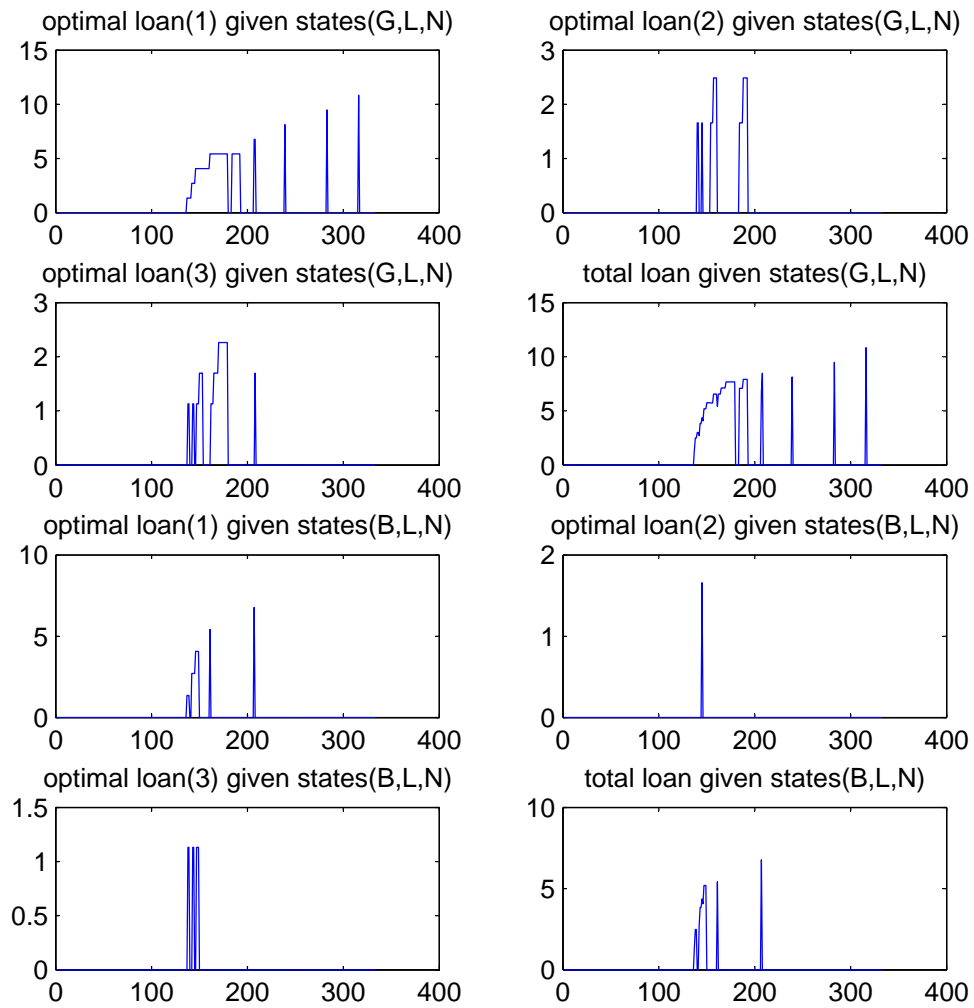 optimal loan(1) given states(G,L,N)
15
10
5
0
0 100 200 300 400
optimal loan(2) given states(G,L,N)
3
2
1
0
0 100 200 300 400
optimal loan(3) given states(G,L,N)
3
2
1
0
0 100 200 300 400
total loan given states(G,L,N)
15
10
5
0
0 100 200 300 400
optimal loan(1) given states(B,L,N)
10
5
0
0 100 200 300 400
optimal loan(2) given states(B,L,N)
2
1
0
0 100 200 300 400
optimal loan(3) given states(B,L,N)
1.5
1
0.5
0
0 100 200 300 400
total loan given states(B,L,N)
10
5
0
0 100 200 300 400